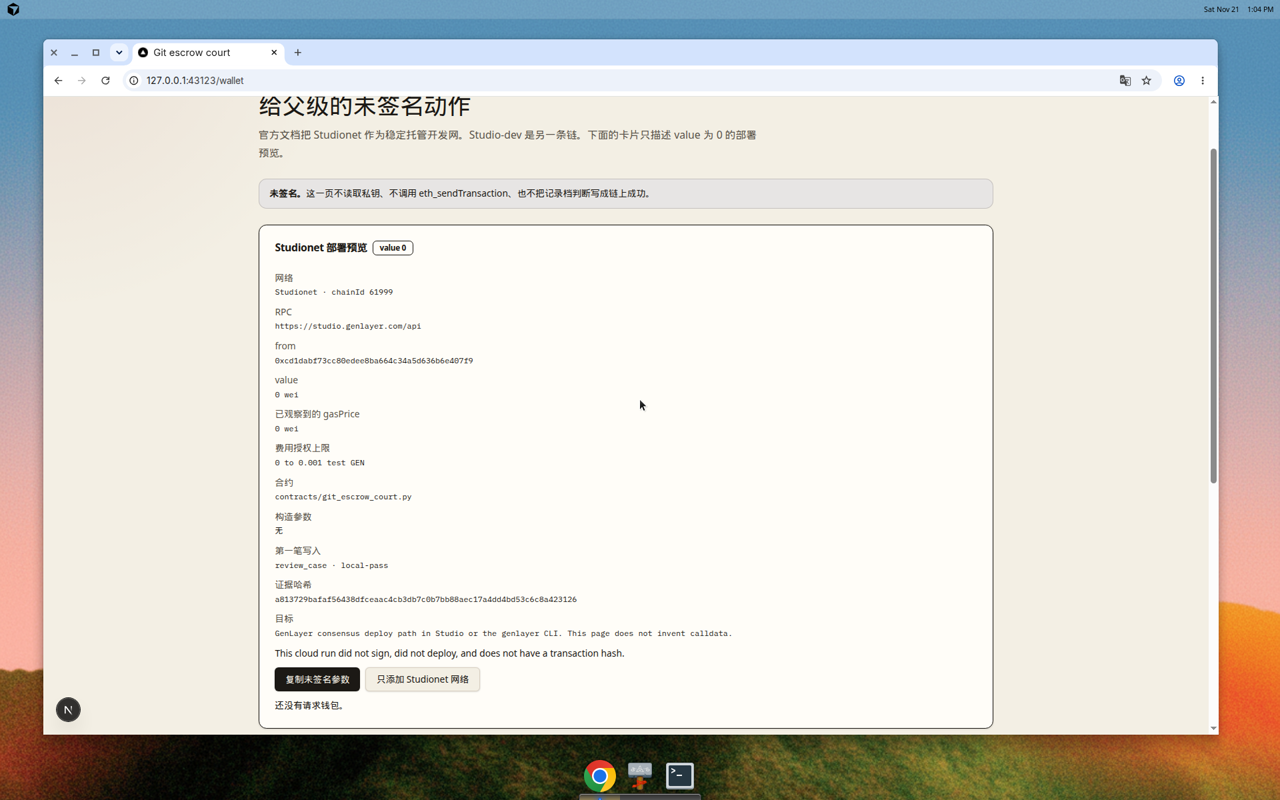 Sat Nov 21 1:04 PM
Git escrow court
127.0.0.1:43123/wallet
给父级的未签名动作
官方文档把 Studionet 作为稳定托管开发网。Studio-dev 是另一条链。下面的卡片只描述 value 为 0 的部署
预览。
未签名。这一页不读取私钥、不调用 eth_sendTransaction、也不把记录档判断写成链上成功。
Studionet 部署预览 value 0
网络
Studionet · chainId 61999
RPC
https://studio.genlayer.com/api
from
0xcd1dabf73cc80edee8ba664c34a5d636b6e407f9
value
0 wei
已观察到的 gasPrice
0 wei
费用授权上限
0 to 0.001 test GEN
合约
contracts/git_escrow_court.py
构造参数
无
第一笔写入
review_case · local-pass
证据哈希
a813729bafaf56438dfceaac4cb3db7c0b7bb88aec17a4dd4bd53c6c8a423126
目标
GenLayer consensus deploy path in Studio or the genlayer CLI. This page does not invent calldata.
This cloud run did not sign, did not deploy, and does not have a transaction hash.
复制未签名参数 只添加 Studionet 网络
还没有请求钱包。
N